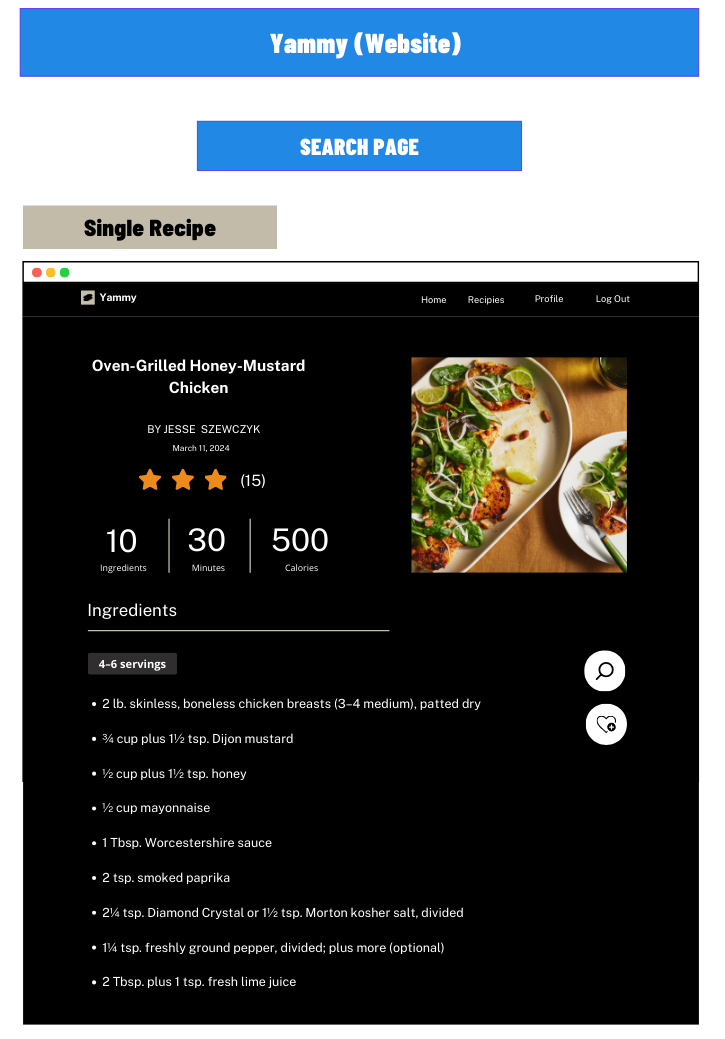 Yammy (Website)
SEARCH PAGE
Single Recipe
Yammy
Home Recipies Profile Log Out
Oven-Grilled Honey-Mustard
Chicken
BY JESSE SZEWCZYK
March 11, 2024
(15)
10 30 500
Ingredients Minutes Calories
Ingredients
4–6 servings
• 2 lb. skinless, boneless chicken breasts (3–4 medium), patted dry
• ¾ cup plus 1½ tsp. Dijon mustard
• ½ cup plus 1½ tsp. honey
• ½ cup mayonnaise
• 1 Tbsp. Worcestershire sauce
• 2 tsp. smoked paprika
• 2¼ tsp. Diamond Crystal or 1½ tsp. Morton kosher salt, divided
• 1¼ tsp. freshly ground pepper, divided; plus more (optional)
• 2 Tbsp. plus 1 tsp. fresh lime juice